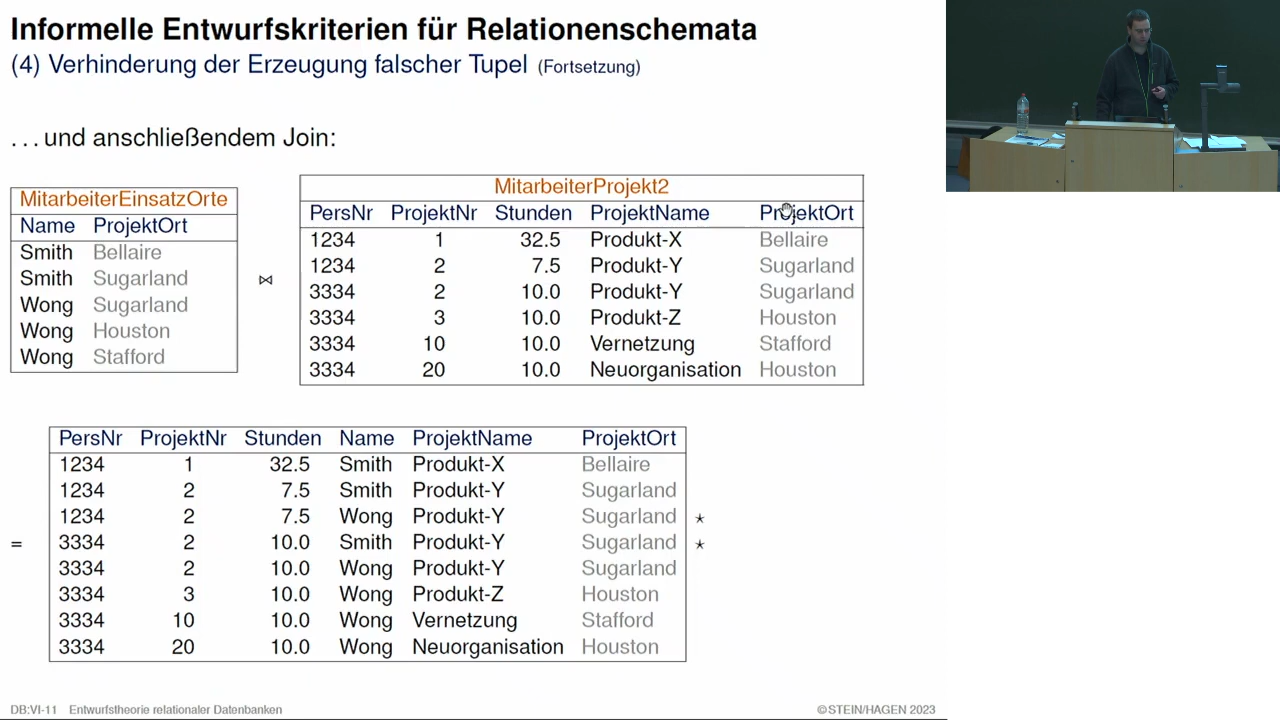 Informelle Entwurfskriterien für Relationenschemata
(4) Verhinderung der Erzeugung falscher Tupel (Fortsetzung)
...und anschließendem Join:
MitarbeiterEinsatzOrte
Name ProjektOrt
Smith Bellaire
Smith Sugarland
Wong Sugarland
Wong Houston
Wong Stafford
⋈
MitarbeiterProjekt2
PersNr ProjektNr Stunden ProjektName ProjektOrt
1234 1 32.5 Produkt-X Bellaire
1234 2 7.5 Produkt-Y Sugarland
3334 2 10.0 Produkt-Y Sugarland
3334 3 10.0 Produkt-Z Houston
3334 10 10.0 Vernetzung Stafford
3334 20 10.0 Neuorganisation Houston
=
PersNr ProjektNr Stunden Name ProjektName ProjektOrt
1234 1 32.5 Smith Produkt-X Bellaire
1234 2 7.5 Smith Produkt-Y Sugarland
1234 2 7.5 Wong Produkt-Y Sugarland ⋆
3334 2 10.0 Smith Produkt-Y Sugarland ⋆
3334 2 10.0 Wong Produkt-Y Sugarland
3334 3 10.0 Wong Produkt-Z Houston
3334 10 10.0 Wong Vernetzung Stafford
3334 20 10.0 Wong Neuorganisation Houston
DB:VI-11 Entwurfstheorie relationaler Datenbanken
©STEIN/HAGEN 2023